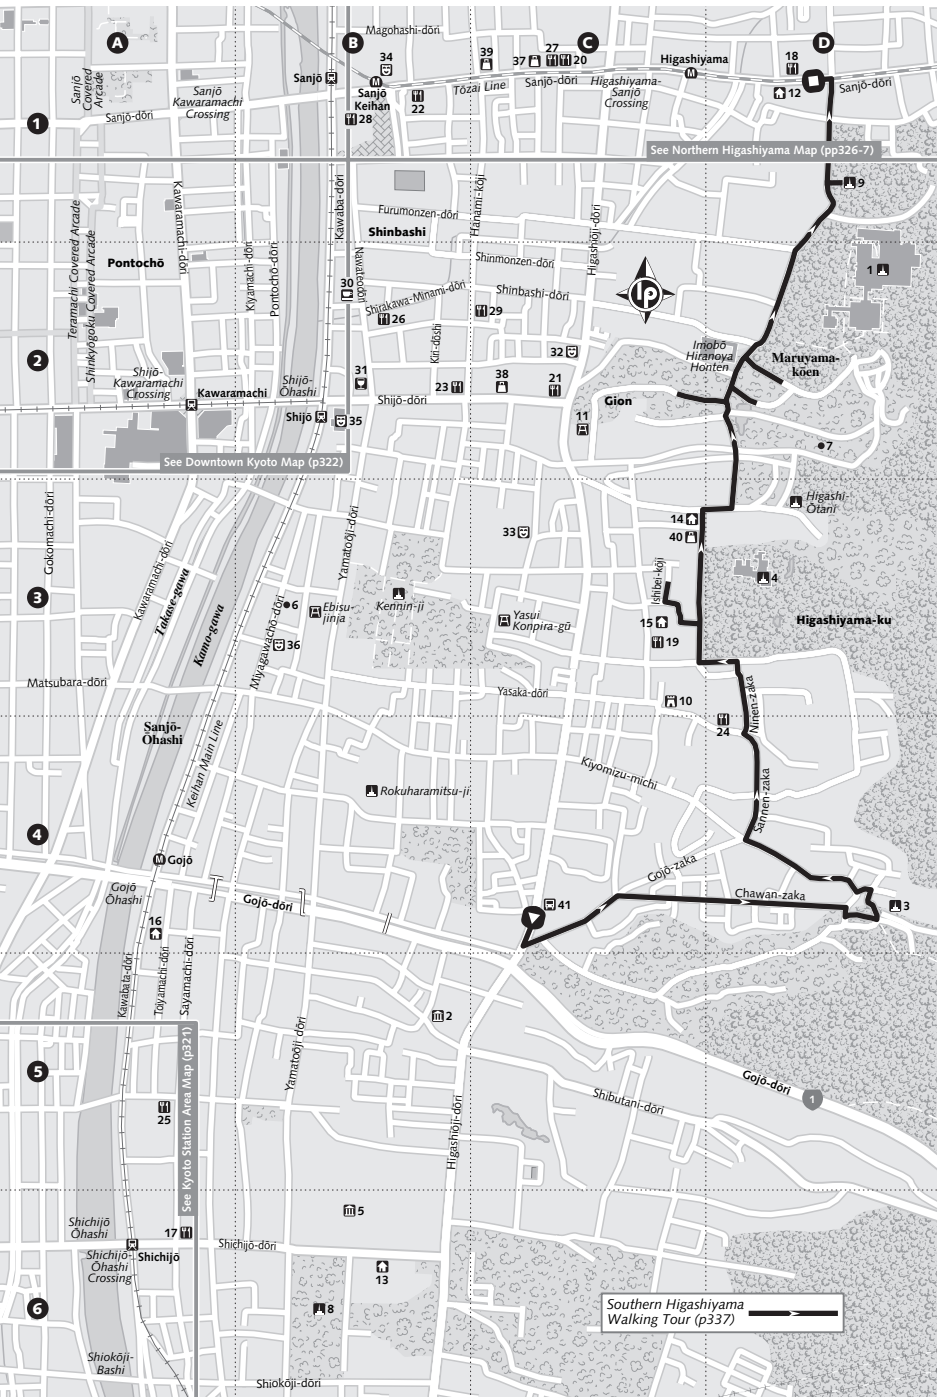 A
B
C
D
Magohashi-dōri
34
39
37
27
20
Higashiyama
18
Sanjō
Covered
Arcade
Sanjō
Kawaramachi
Crossing
Sanjō
Sanjō
Keihan
22
Tōzai Line
Sanjō-dōri
Higashiyama-
Sanjō
Crossing
12
Sanjō-dōri
1
Sanjō-dōri
28
See Northern Higashiyama Map (pp326-7)
9
Kawaramachi-dōri
Kawaba-dōri
Hanami-kōji
Furumonzen-dōri
Shinbashi
Higashiōji-dōri
Teramachi Covered Arcade
Shinkyōgoku Covered Arcade
Pontochō
Kiyamachi-dōri
Pontochō-dōri
Nawatedōri
Shinmonzen-dōri
1
30
Shirakawa-Minami-dōri
Shinbashi-dōri
lp
26
29
Kiri-dōshi
2
32
Imobō
Hiranoya
Honten
Maruyama-
kōen
Shijō-
Kawaramachi
Crossing
Kawaramachi
Shijō-
Ōhashi
31
23
38
21
Shijō-dōri
Gion
Shijō
35
11
7
See Downtown Kyoto Map (p322)
Gokomachi-dōri
Higashi-
Ōtani
Yamatoōji-dōri
14
33
40
Kawaramachi-dōri
Takase-gawa
Ishibei-kōji
4
3
6
Ebisu-
jinja
Kennin-ji
Yasui
Konpira-gū
15
Higashiyama-ku
Kamo-gawa
Miyagawachō-dōri
36
19
Matsubara-dōri
Yasaka-dōri
10
Ninen-zaka
24
Sanjō-
Ōhashi
Keihan Main Line
Kiyomizu-michi
Rokuharamitsu-ji
Sannen-zaka
4
Gojō
Gojō-zaka
Gojō
Ōhashi
Gojō-dōri
41
Chawan-zaka
3
16
Kawabata-dōri
Toiyamachi-dōri
Sayamachi-dōri
2
See Kyoto Station Area Map (p321)
Yamatoōji-dōri
5
Gojō-dōri
1
25
Higashiōji-dōri
Shibutani-dōri
5
Shichijō
Ōhashi
17
Shichijō-dōri
Shichijō-
Ōhashi
Crossing
Shichijō
13
6
8
Southern Higashiyama
Walking Tour (p337)
Shiokōji-
Bashi
Shiokōji-dōri